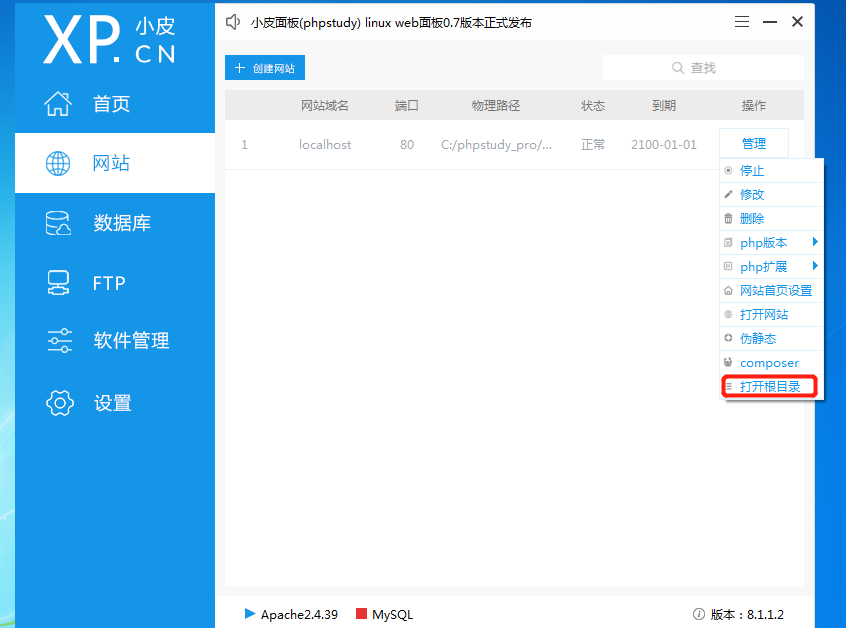 XP.CN 小皮
小皮面板(phpstudy) linux web面板0.7版本正式发布
首页
网站
数据库
FTP
软件管理
设置
创建网站
查找
网站域名 端口 物理路径 状态 到期 操作
1 localhost 80 C:/phpstudy_pro/... 正常 2100-01-01 管理
停止
修改
删除
php版本
php扩展
网站首页设置
打开网站
伪静态
composer
打开根目录
Apache2.4.39 MySQL 版本：8.1.1.2